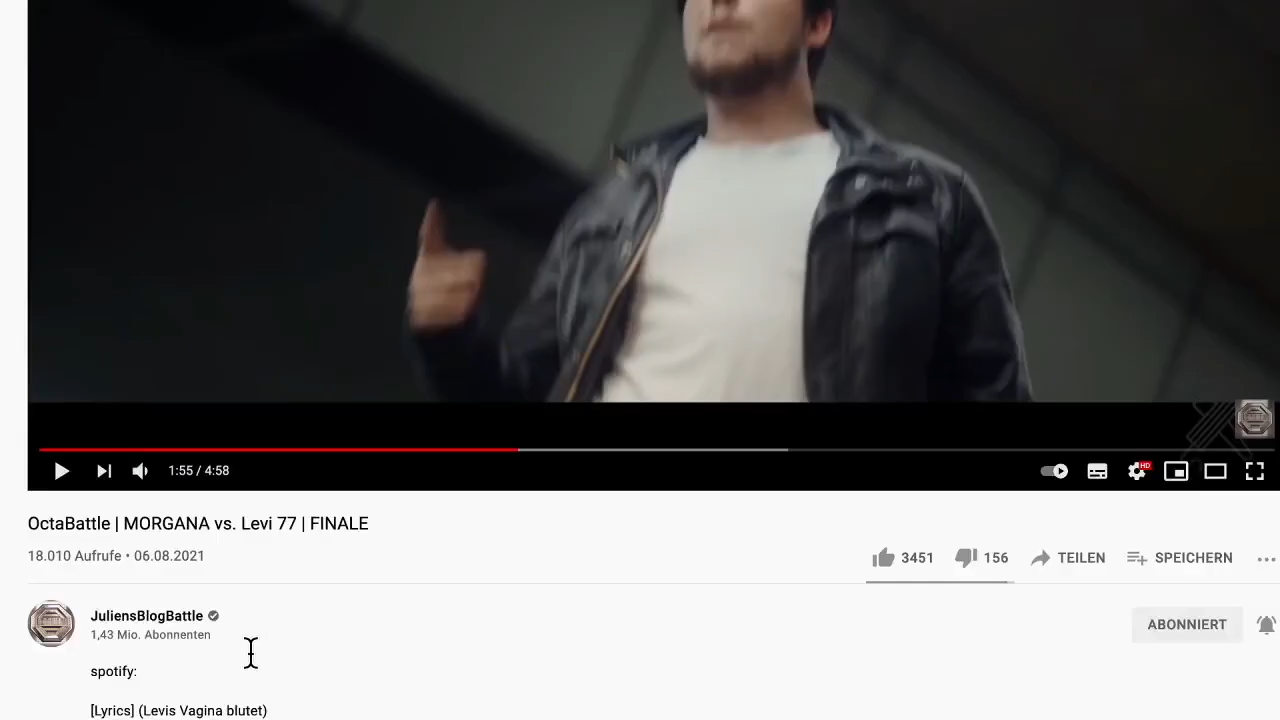 1:55 / 4:58
HD
OctaBattle | MORGANA vs. Levi 77 | FINALE
18.010 Aufrufe • 06.08.2021
3451
156
TEILEN
SPEICHERN
JuliensBlogBattle
1,43 Mio. Abonnenten
ABONNIERT
spotify:
[Lyrics] (Levis Vagina blutet)